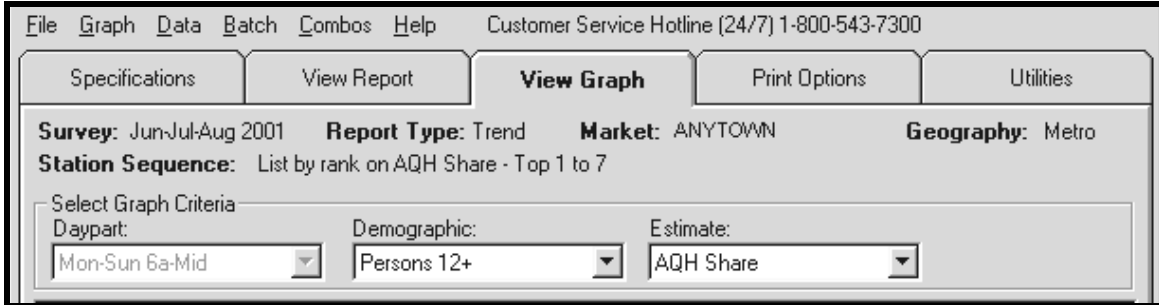 File Graph Data Batch Combos Help Customer Service Hotline (24/7) 1-800-543-7300
Specifications View Report View Graph Print Options Utilities
Survey: Jun-Jul-Aug 2001 Report Type: Trend Market: ANYTOWN Geography: Metro
Station Sequence: List by rank on AQH Share - Top 1 to 7
Select Graph Criteria
Daypart: Demographic: Estimate:
Mon-Sun 6a-Mid Persons 12+ AQH Share